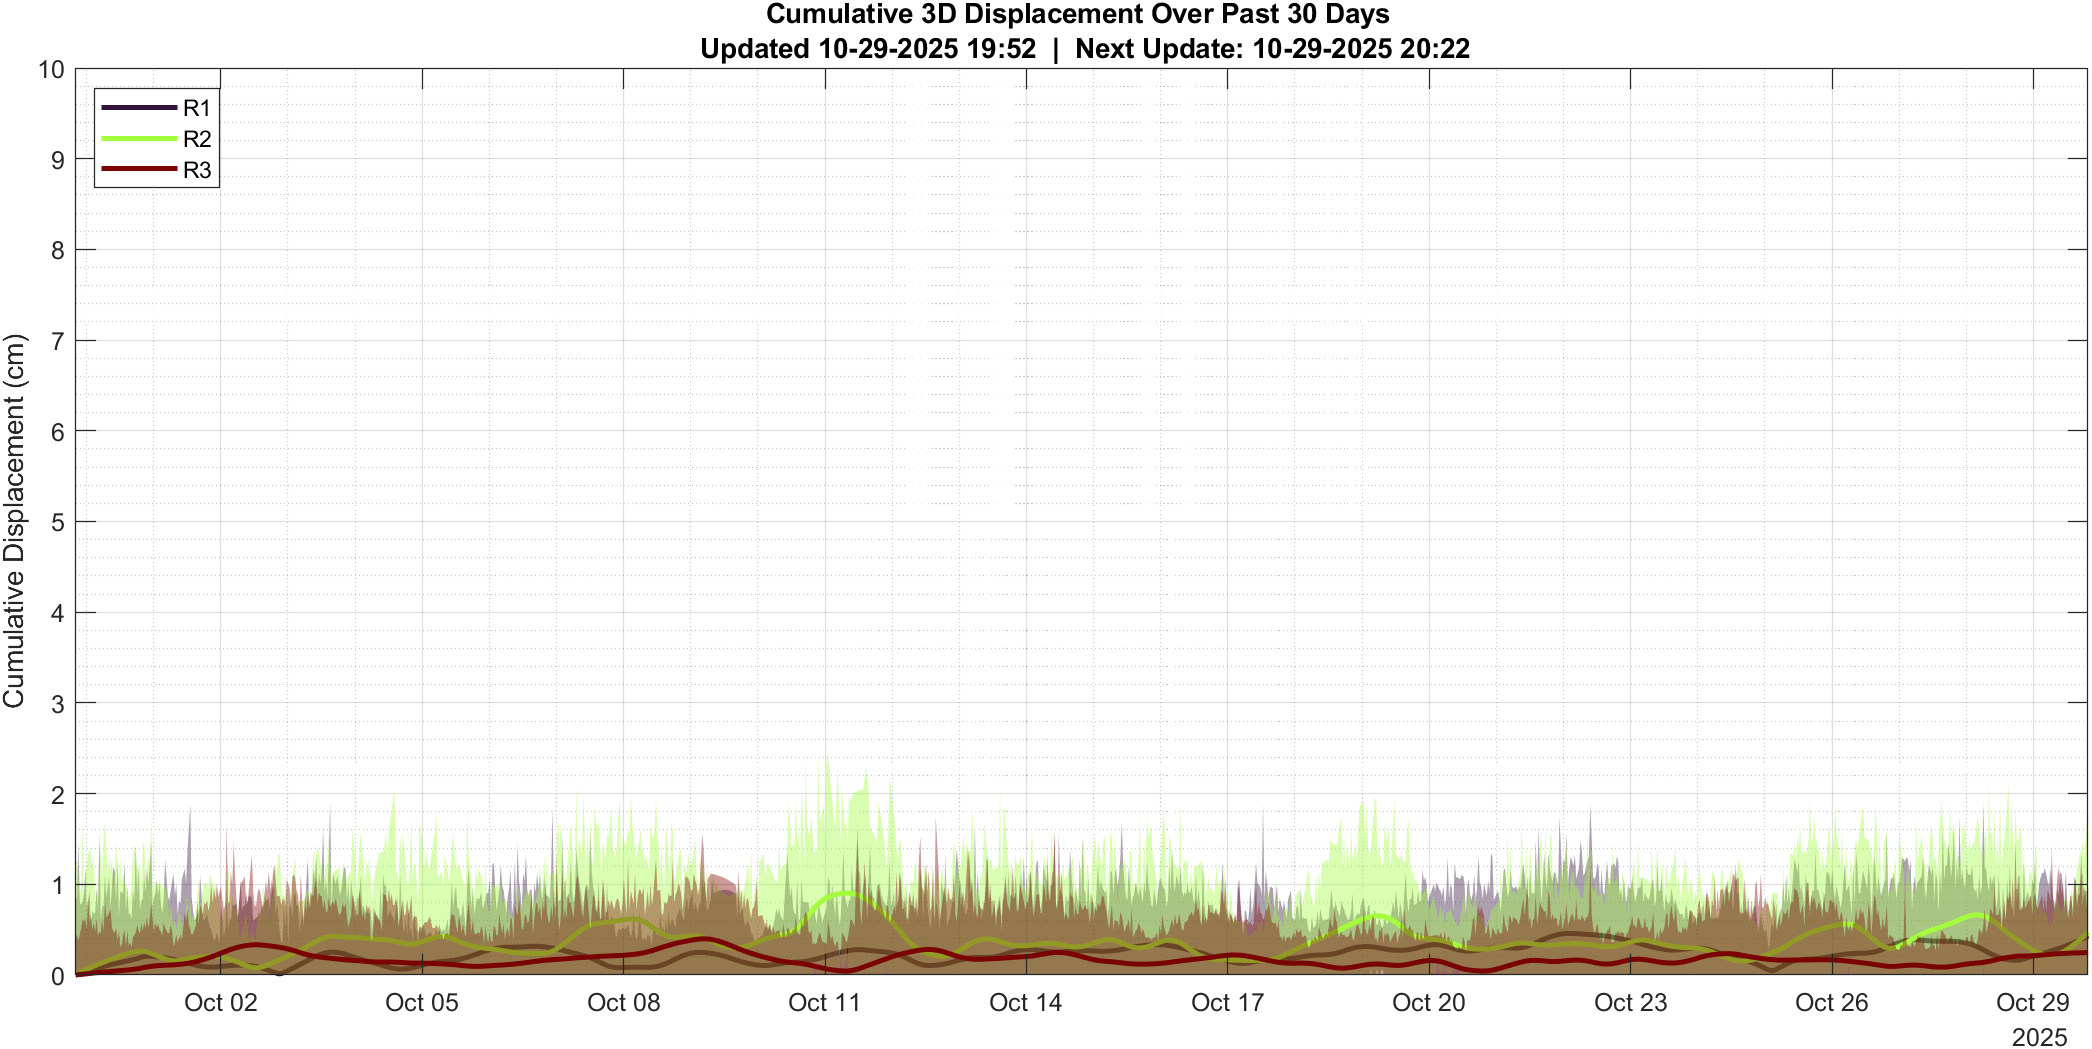 Cumulative 3D Displacement Over Past 30 Days
Updated 10-29-2025 19:52 | Next Update: 10-29-2025 20:22
R1
R2
R3
Cumulative Displacement (cm)
10
9
8
7
6
5
4
3
2
1
0
Oct 02 Oct 05 Oct 08 Oct 11 Oct 14 Oct 17 Oct 20 Oct 23 Oct 26 Oct 29
2025